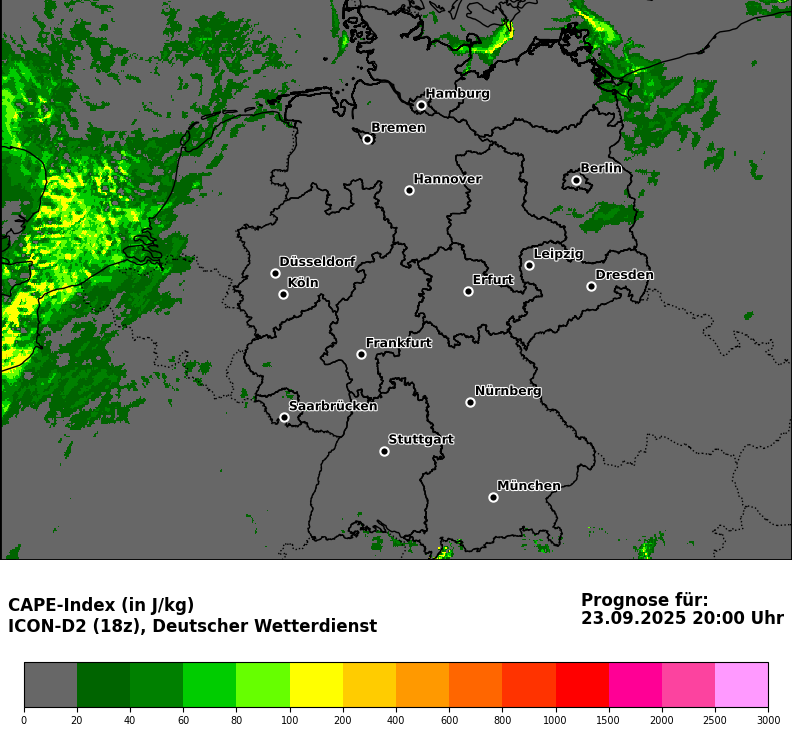 Hamburg
Bremen
Berlin
Hannover
Leipzig
Düsseldorf
Dresden
Erfurt
Köln
Frankfurt
Nürnberg
Saarbrücken
Stuttgart
München
CAPE-Index (in J/kg)
ICON-D2 (18z), Deutscher Wetterdienst
Prognose für:
23.09.2025 20:00 Uhr
0 20 40 60 80 100 200 400 600 800 1000 1500 2000 2500 3000